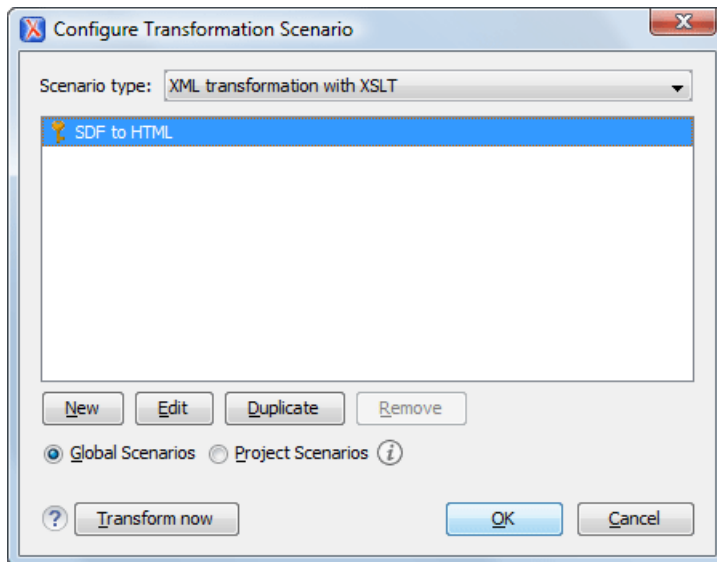 Configure Transformation Scenario
Scenario type: XML transformation with XSLT
SDF to HTML
New Edit Duplicate Remove
Global Scenarios Project Scenarios i
? Transform now OK Cancel